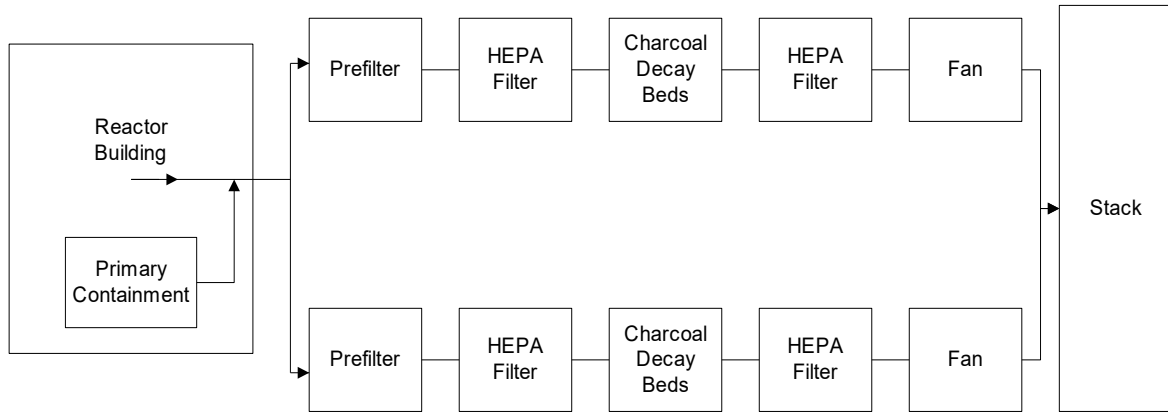 Prefilter
HEPA
Filter
Charcoal
Decay
Beds
HEPA
Filter
Fan
Reactor
Building
Primary
Containment
Stack
Prefilter
HEPA
Filter
Charcoal
Decay
Beds
HEPA
Filter
Fan